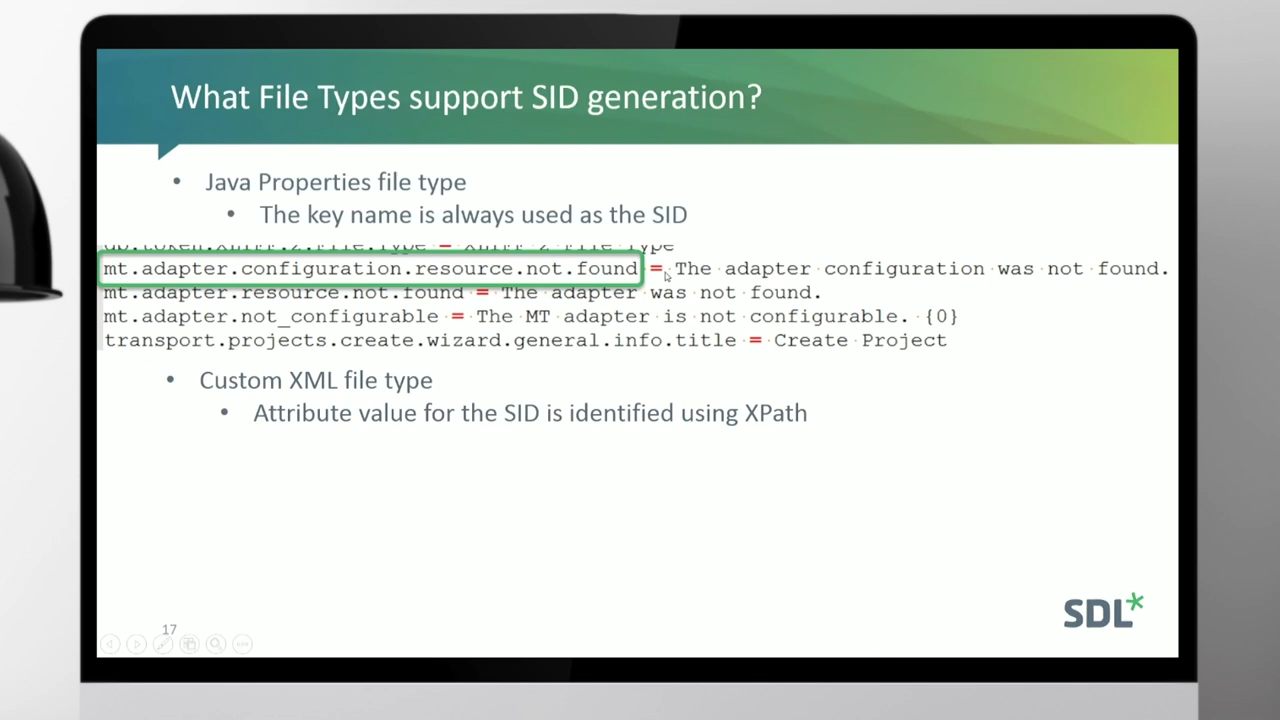 What File Types support SID generation?
• Java Properties file type
• The key name is always used as the SID
mt.adapter.configuration.resource.not.found = The adapter configuration was not found.
mt.adapter.resource.not.found = The adapter was not found.
mt.adapter.not_configurable = The MT adapter is not configurable. {0}
transport.projects.create.wizard.general.info.title = Create Project
• Custom XML file type
• Attribute value for the SID is identified using XPath
SDL*
17